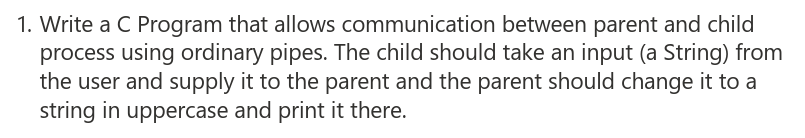 1. Write a C Program that allows communication between parent and child
process using ordinary pipes. The child should take an input (a String) from
the user and supply it to the parent and the parent should change it to a
string in uppercase and print it there.